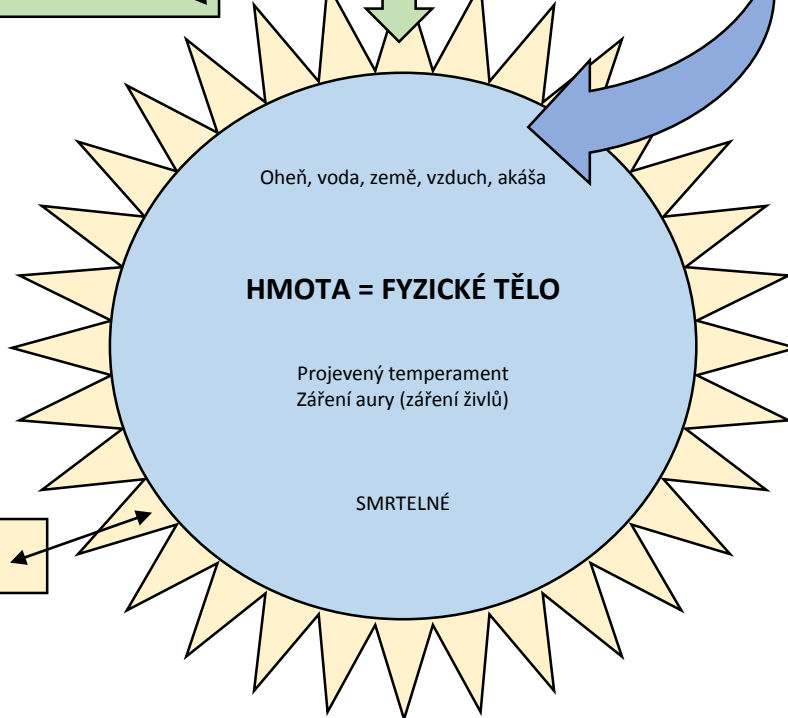 Oheň, voda, země, vzduch, akáša
HMOTA = FYZICKÉ TĚLO
Projevený temperament
Záření aury (záření živlů)
SMRTELNÉ